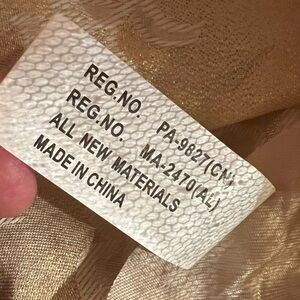 REG.NO. PA-9827(CN)
REG.NO. MA-2470(AL)
ALL NEW MATERIALS
MADE IN CHINA